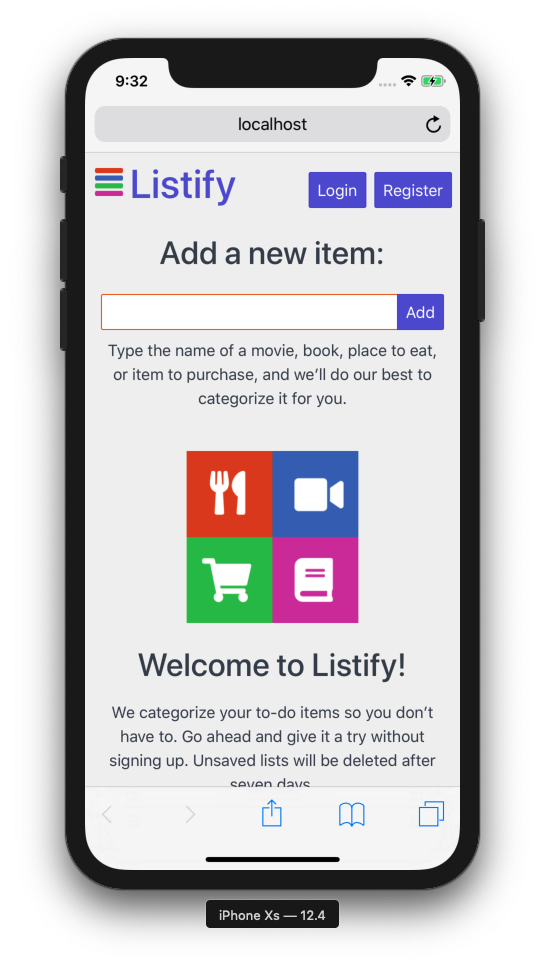 9:32
localhost
Listify
Login
Register
Add a new item:
Add
Type the name of a movie, book, place to eat,
or item to purchase, and we’ll do our best to
categorize it for you.
Welcome to Listify!
We categorize your to-do items so you don’t
have to. Go ahead and give it a try without
signing up. Unsaved lists will be deleted after
seven days.
iPhone Xs — 12.4